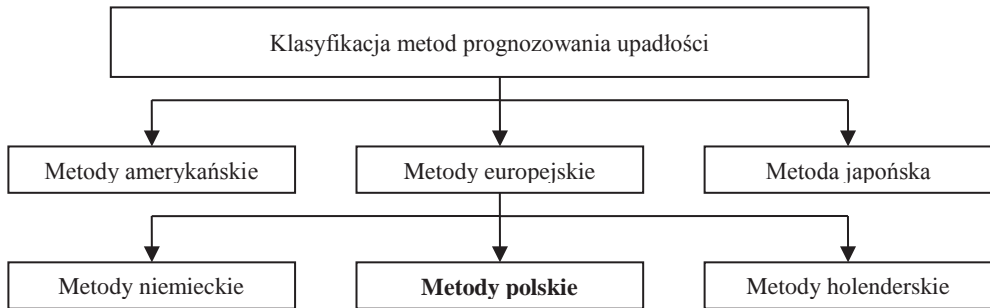 Klasyfikacja metod prognozowania upadłości
Metody amerykańskie
Metody europejskie
Metoda japońska
Metody niemieckie
Metody polskie
Metody holenderskie